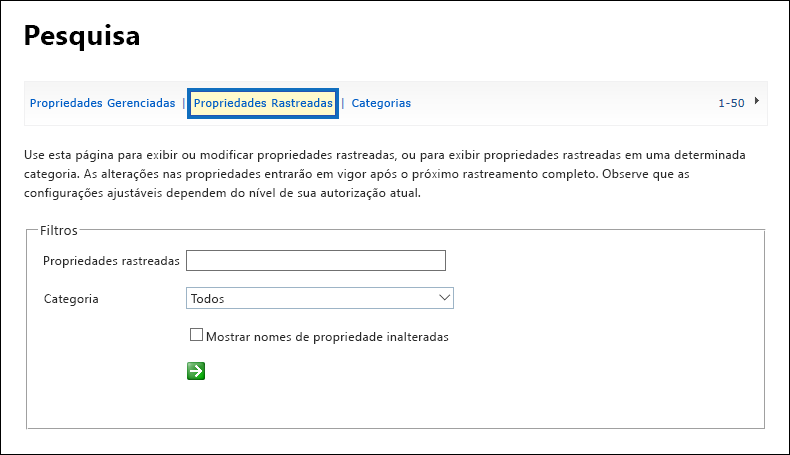 Pesquisa
Propriedades Gerenciadas | Propriedades Rastreadas | Categorias 1-50
Use esta página para exibir ou modificar propriedades rastreadas, ou para exibir propriedades rastreadas em uma determinada
categoria. As alterações nas propriedades entrarão em vigor após o próximo rastreamento completo. Observe que as
configurações ajustáveis dependem do nível de sua autorização atual.
Filtros
Propriedades rastreadas
Categoria Todos
Mostrar nomes de propriedade inalteradas